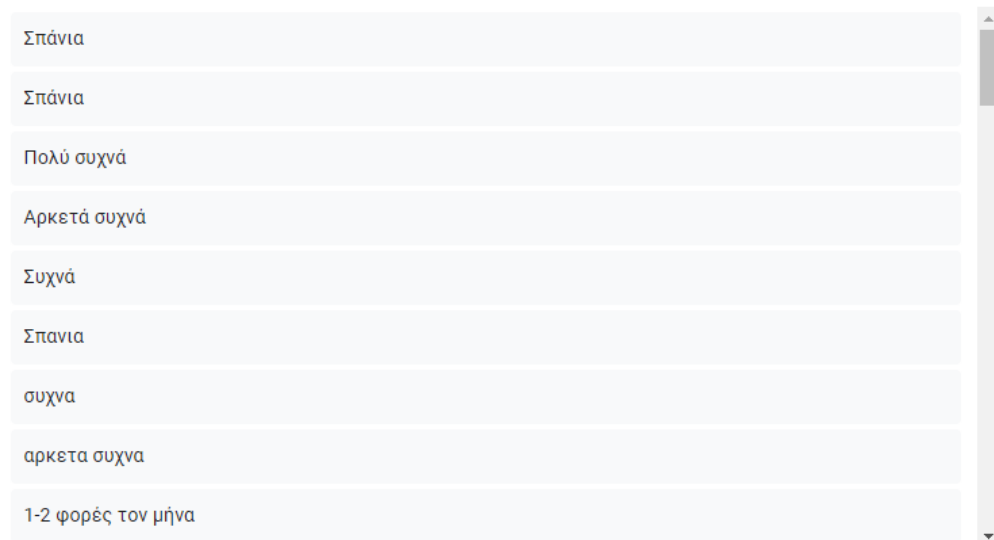 Σπάνια
Σπάνια
Πολύ συχνά
Αρκετά συχνά
Συχνά
Σπανια
συχνα
αρκετα συχνα
1-2 φορές τον μήνα